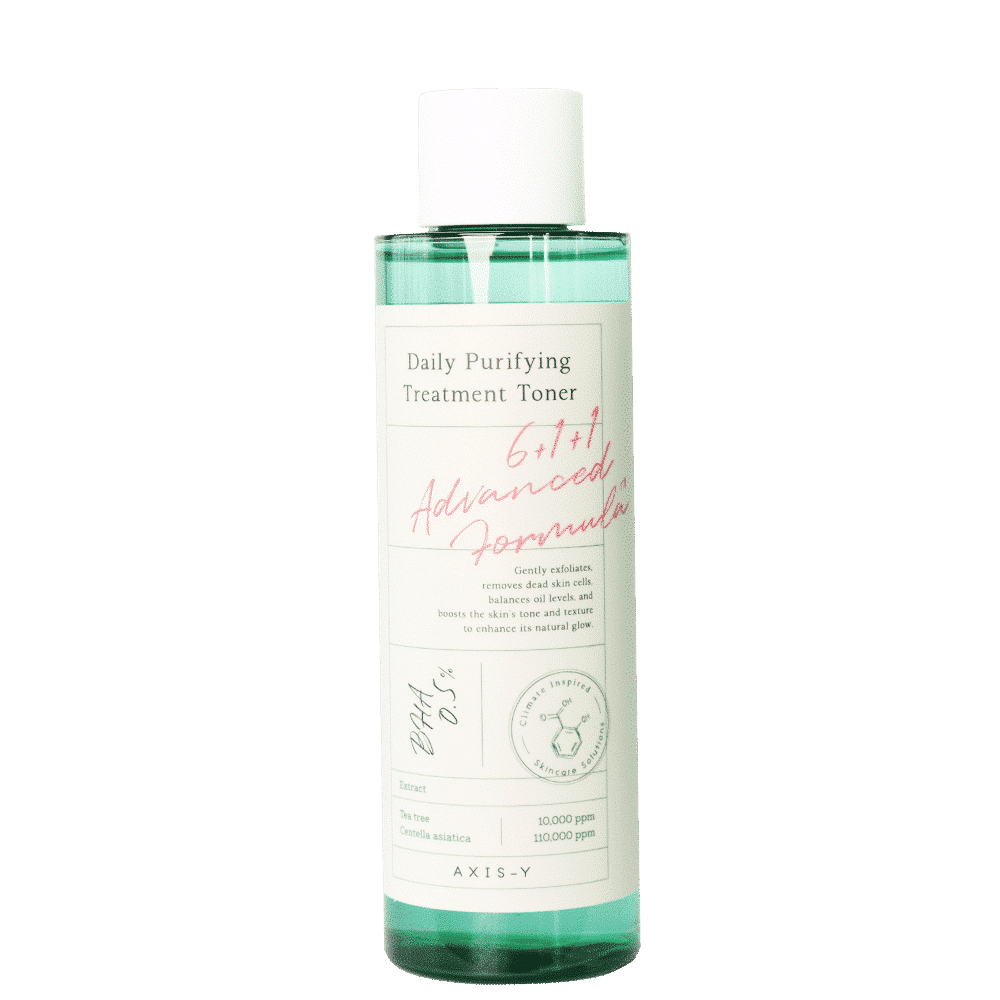 Daily Purifying
Treatment Toner
6+1+1
Advanced
Formula
Gently exfoliates,
removes dead skin cells,
balances oil levels, and
boosts the skin's tone and texture
to enhance its natural glow.
BHA
0.5%
Climate Inspired
OH
O
OH
Skincare Solutions
Extract
Tea tree 10,000 ppm
Centella asiatica 110,000 ppm
AXIS-Y